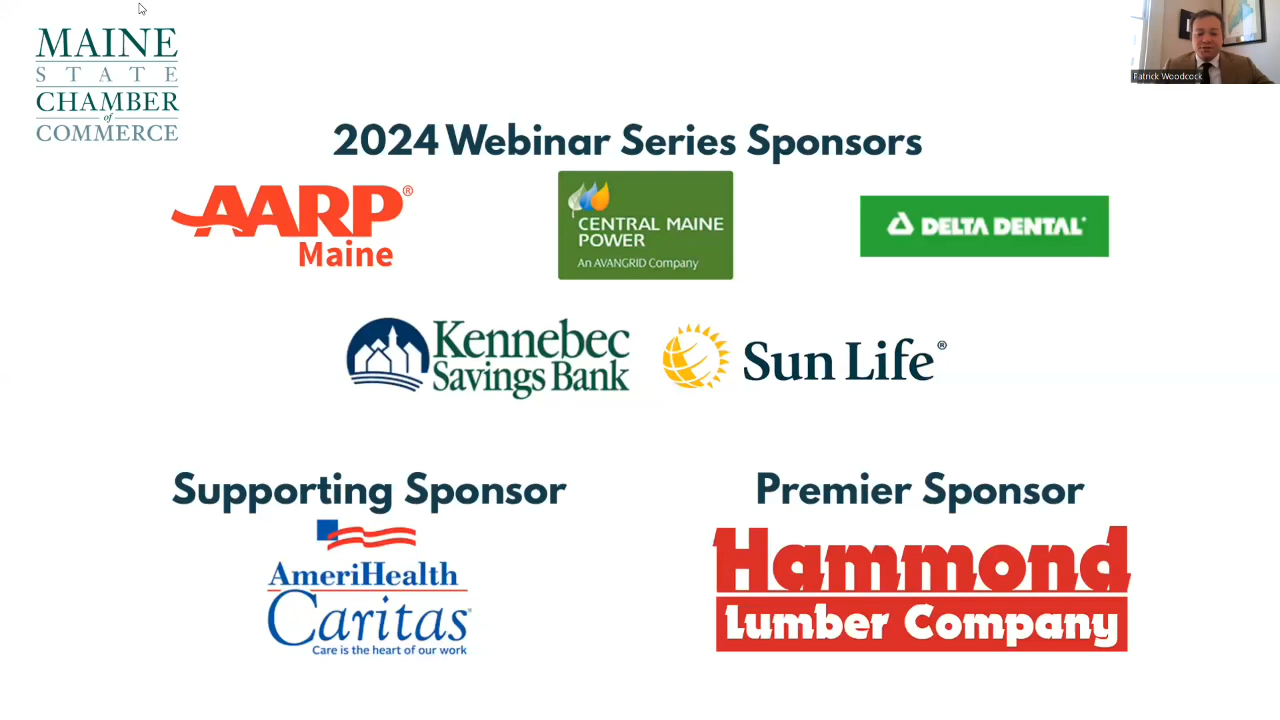 MAINE
STATE
CHAMBER
of
COMMERCE
Patrick Woodcock
2024 Webinar Series Sponsors
AARP®
Maine
CENTRAL MAINE
POWER
An AVANGRID Company
DELTA DENTAL®
Kennebec
Savings Bank
Sun Life®
Supporting Sponsor
Premier Sponsor
AmeriHealth
Caritas®
Care is the heart of our work
Hammond
Lumber Company